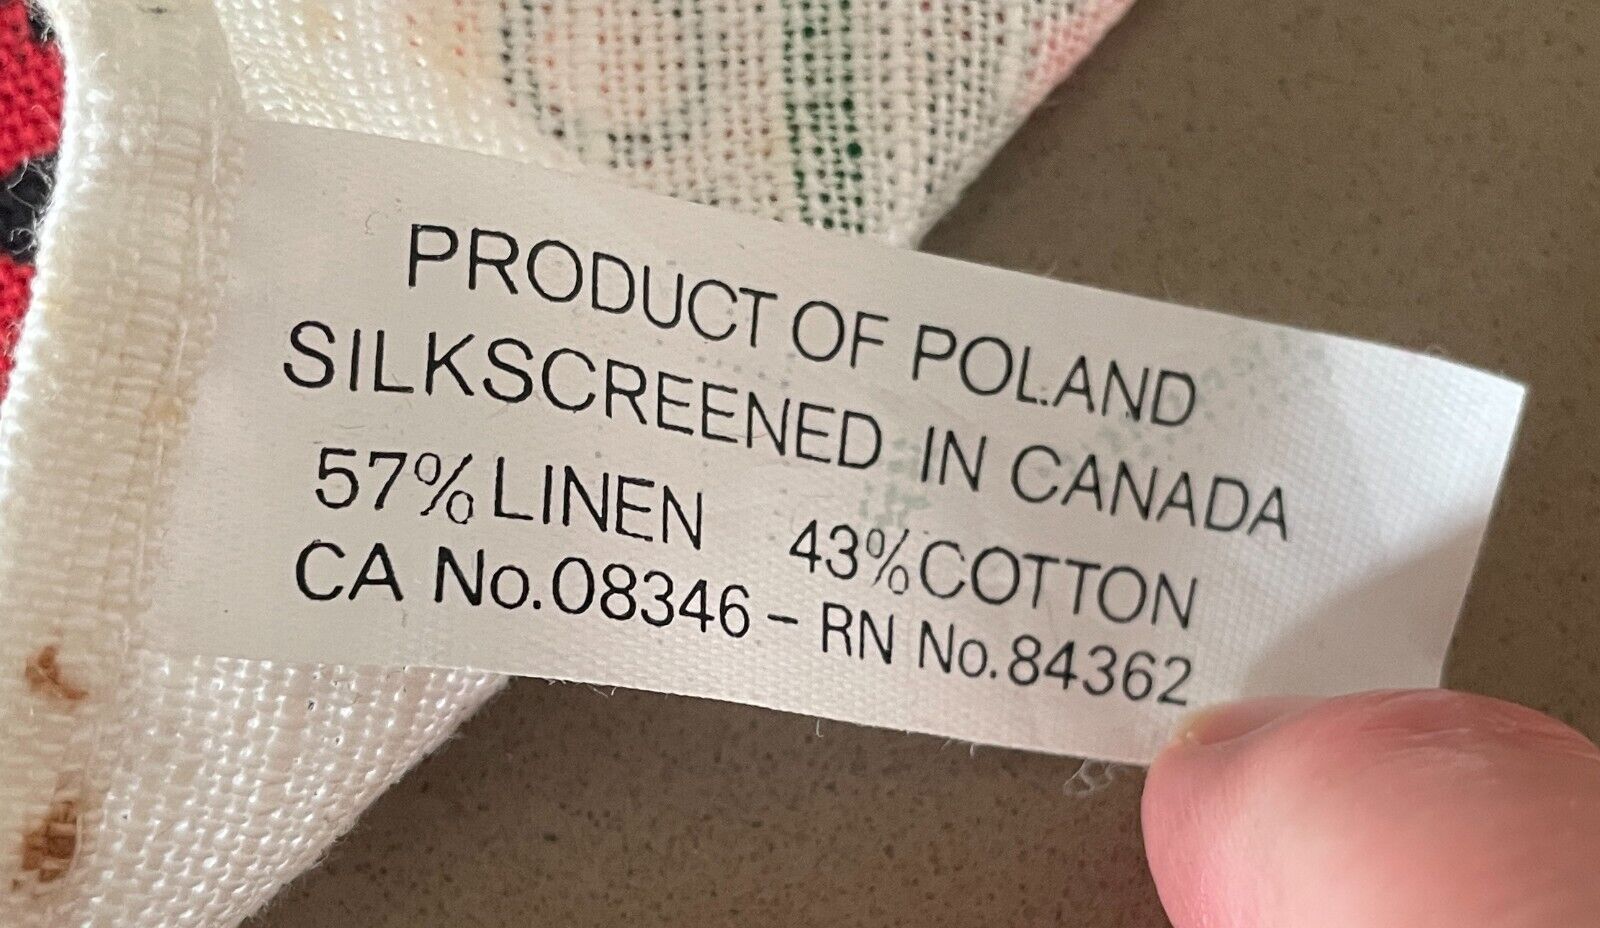 PRODUCT OF POLAND
SILKSCREENED IN CANADA
57% LINEN 43% COTTON
CA No.08346 - RN No.84362